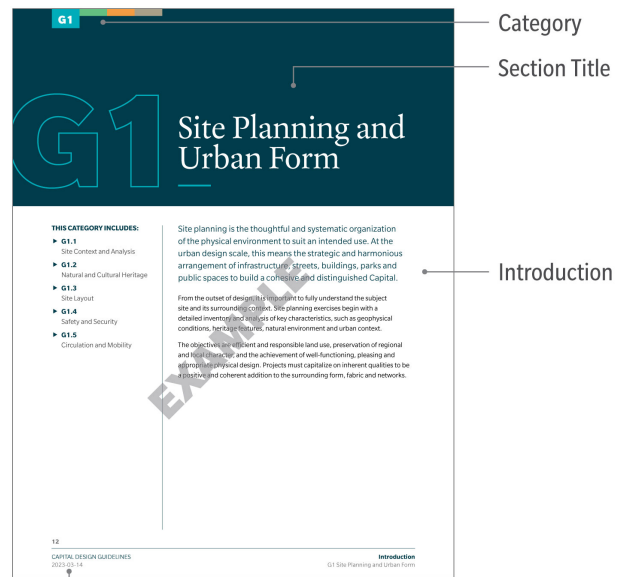 G1
Category
Section Title
G1
Site Planning and
Urban Form
THIS CATEGORY INCLUDES:
▶ G1.1
Site Context and Analysis
▶ G1.2
Natural and Cultural Heritage
▶ G1.3
Site Layout
▶ G1.4
Safety and Security
▶ G1.5
Circulation and Mobility
Site planning is the thoughtful and systematic organization
of the physical environment to suit an intended use. At the
urban design scale, this means the strategic and harmonious
arrangement of infrastructure, streets, buildings, parks and
public spaces to build a cohesive and distinguished Capital.
Introduction
From the outset of design, it is important to fully understand the subject
site and its surrounding context. Site planning exercises begin with a
detailed inventory and analysis of key characteristics, such as geophysical
conditions, heritage features, natural environment and urban context.
The objectives are efficient and responsible land use, preservation of regional
and local character, and the achievement of well-functioning, pleasing and
appropriate physical design. Projects must capitalize on inherent qualities to be
a positive and coherent addition to the surrounding form, fabric and networks.
EXAMPLE
12
CAPITAL DESIGN GUIDELINES
2023-03-14
Introduction
G1 Site Planning and Urban Form